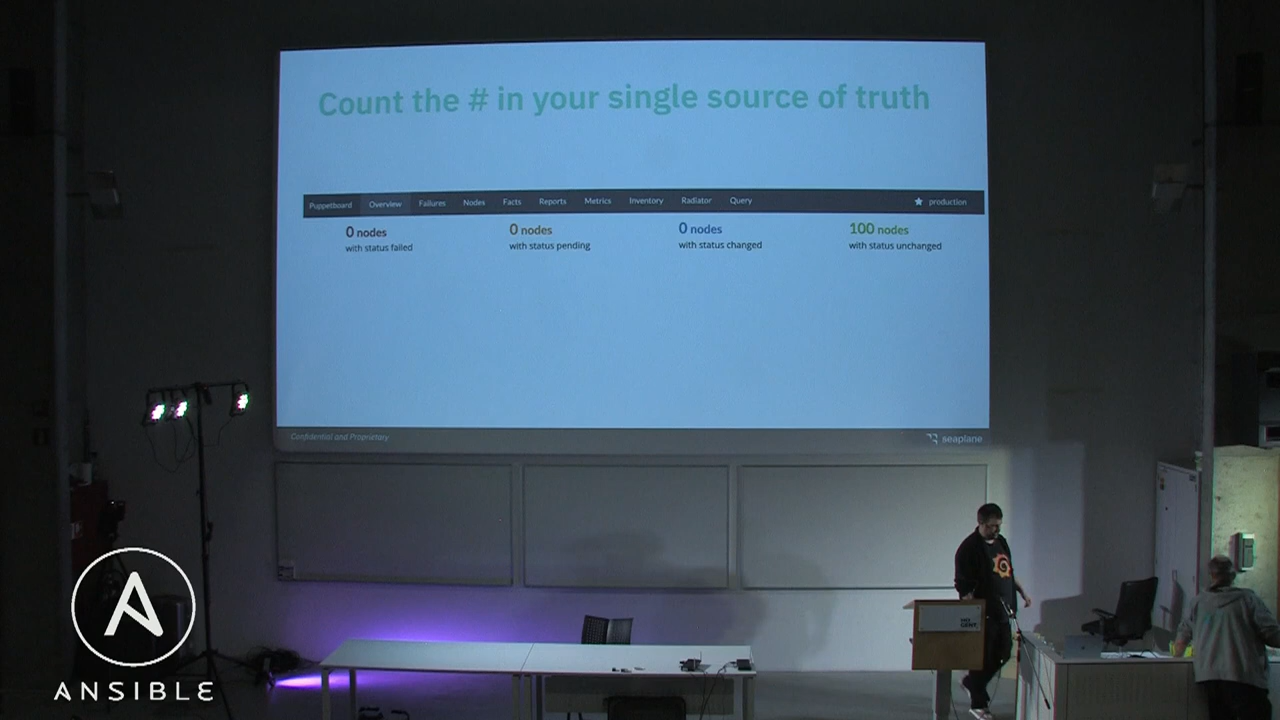 Count the # in your single source of truth
Puppetboard Overview Failures Nodes Facts Reports Metrics Inventory Radiator Query production
0 nodes
with status failed
0 nodes
with status pending
0 nodes
with status changed
100 nodes
with status unchanged
Confidential and Proprietary
seaplane
GENT
ANSIBLE